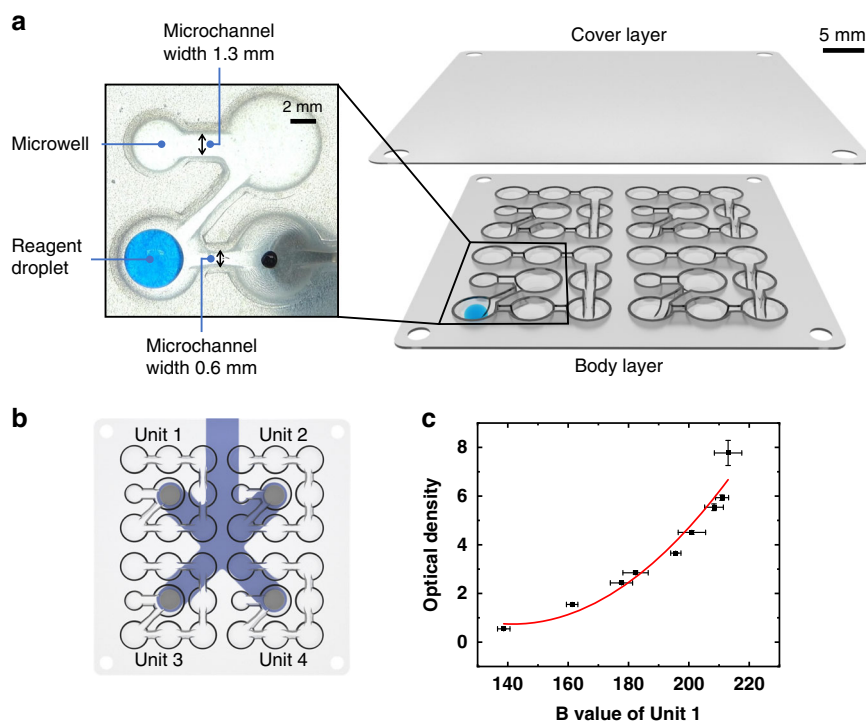 a
Microchannel
width 1.3 mm
Cover layer
5 mm
2 mm
Microwell
Reagent
droplet
Microchannel
width 0.6 mm
Body layer
b
Unit 1
Unit 2
Unit 3
Unit 4
c
8
6
4
2
0
Optical density
140
160
180
200
220
B value of Unit 1